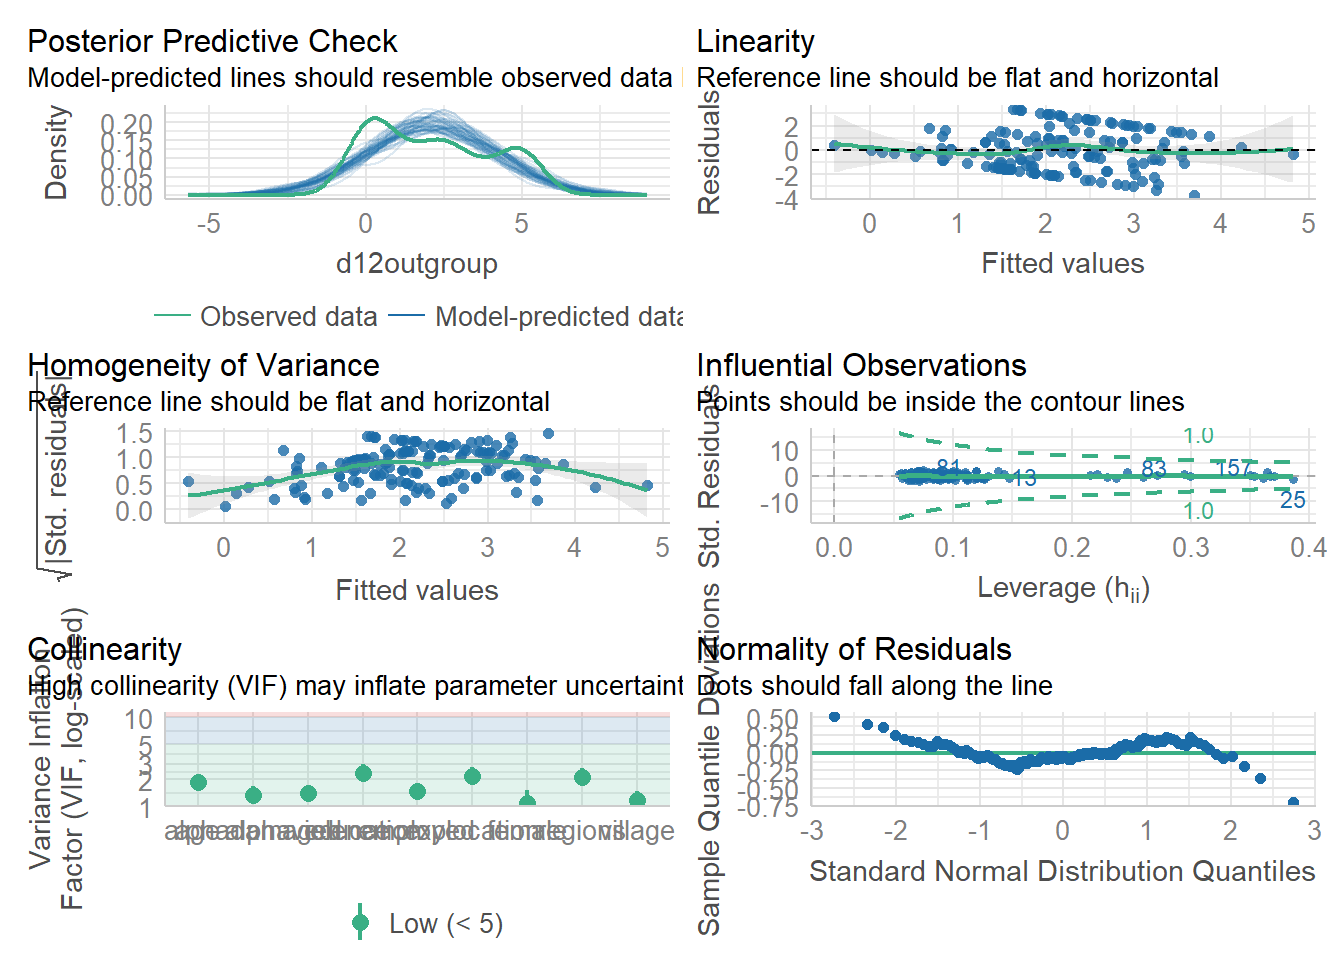 Posterior Predictive Check
Model-predicted lines should resemble observed data
Density
0.20
0.15
0.10
0.05
0.00
-5 0 5
d12outgroup
Observed data Model-predicted data
Linearity
Reference line should be flat and horizontal
Residuals
2
0
-2
-4
0 1 2 3 4 5
Fitted values
Homogeneity of Variance
Reference line should be flat and horizontal
√|Std. residuals|
1.5
1.0
0.5
0.0
0 1 2 3 4 5
Fitted values
Influential Observations
Points should be inside the contour lines
Std. Residuals
10
0
-10
1.0
81 13 83 157
25
1.0
0.0 0.1 0.2 0.3 0.4
Leverage (hii)
Collinearity
High collinearity (VIF) may inflate parameter uncertaint
Variance Inflation
Factor (VIF, log-scaled)
10
5
3
2
1
village
Low (< 5)
Normality of Residuals
Dots should fall along the line
Sample Quantile Deviations
0.50
0.25
0.00
-0.25
-0.50
-0.75
-3 -2 -1 0 1 2 3
Standard Normal Distribution Quantiles